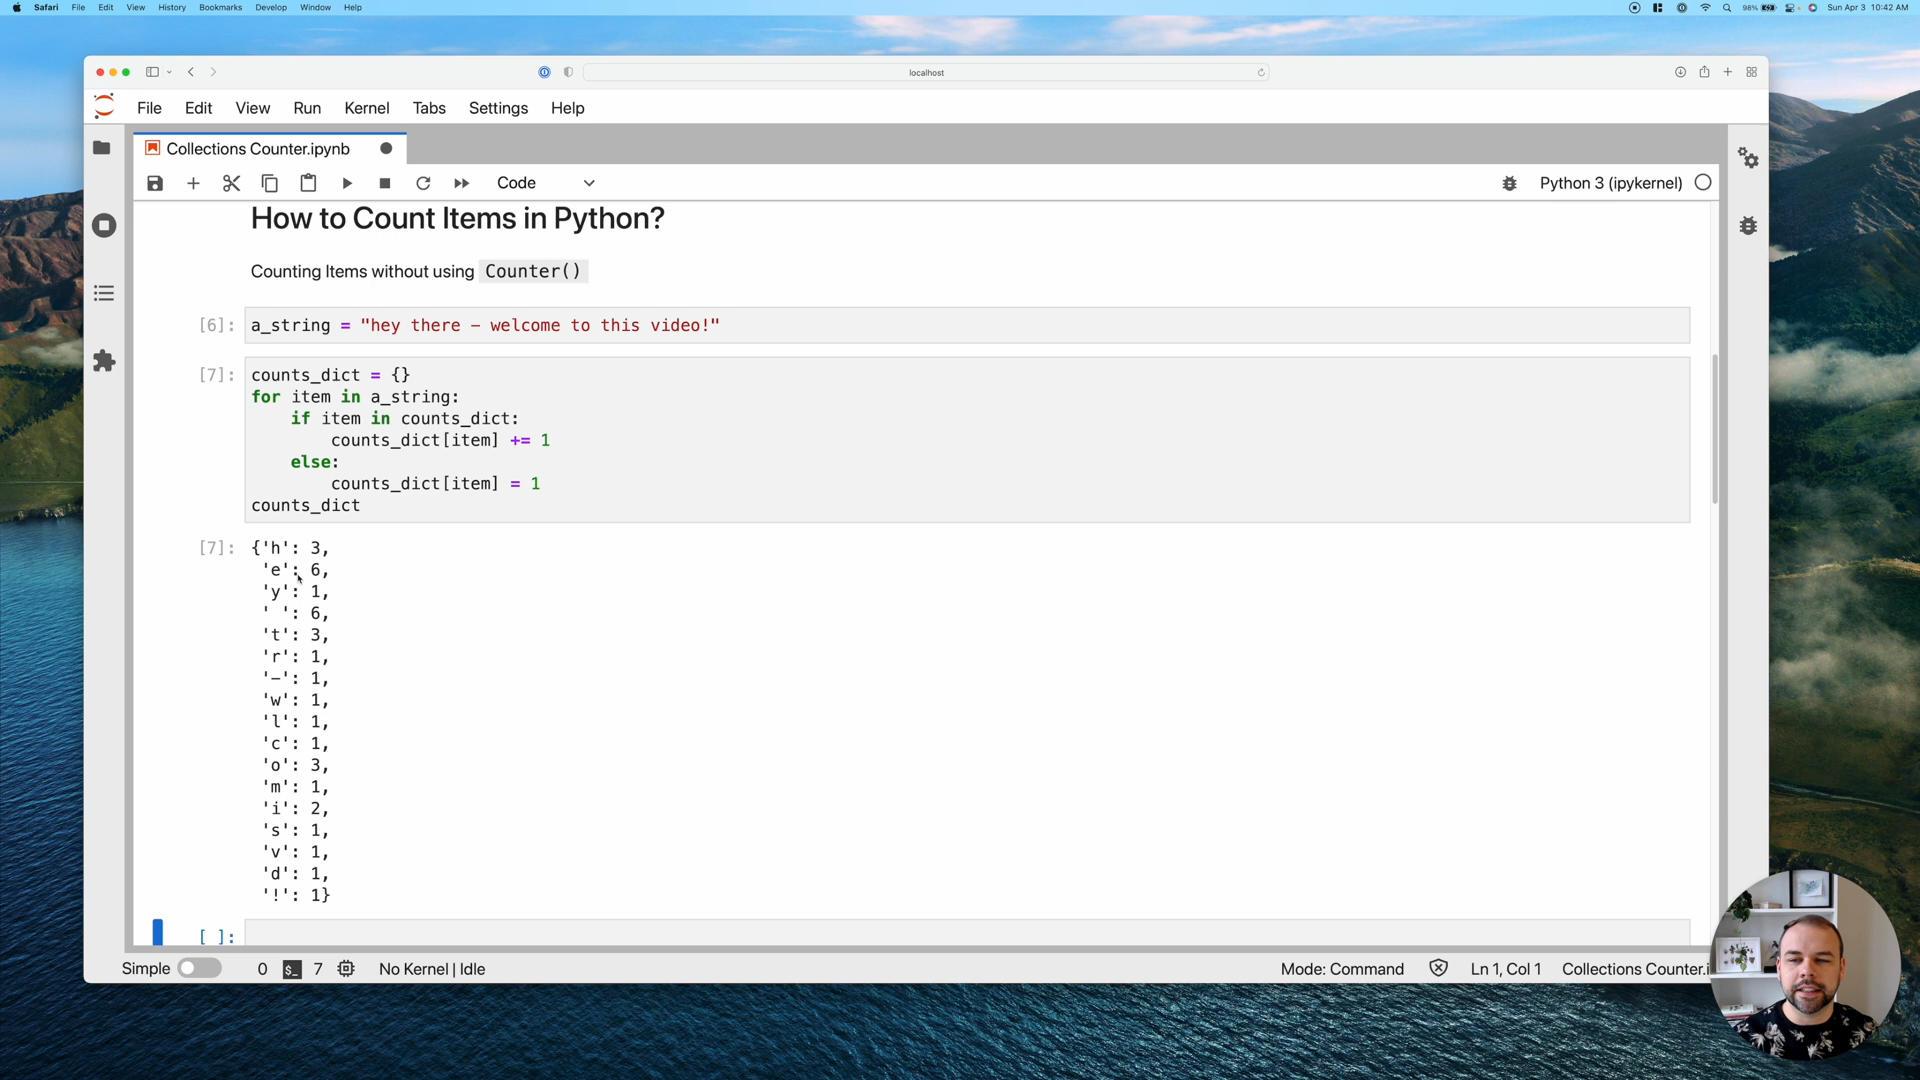 Safari File Edit View History Bookmarks Develop Window Help 98% Sun Apr 3 10:42 AM
localhost
File Edit View Run Kernel Tabs Settings Help
Collections Counter.ipynb
Code Python 3 (ipykernel)
How to Count Items in Python?
Counting Items without using Counter()
[6]: a_string = "hey there - welcome to this video!"
[7]: counts_dict = {}
for item in a_string:
if item in counts_dict:
counts_dict[item] += 1
else:
counts_dict[item] = 1
counts_dict
[7]: {'h': 3,
'e': 6,
'y': 1,
' ': 6,
't': 3,
'r': 1,
'-': 1,
'w': 1,
'l': 1,
'c': 1,
'o': 3,
'm': 1,
'i': 2,
's': 1,
'v': 1,
'd': 1,
'!': 1}
[ ]:
Simple 0 $_ 7 No Kernel | Idle Mode: Command Ln 1, Col 1 Collections Counter.i